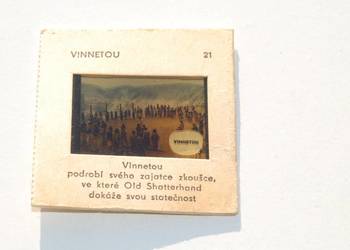 VINNETOU 21
VINNETOU
Vinnetou
podrobí svého zajatce zkoušce,
ve které Old Shatterhand
dokáže svou statečnost